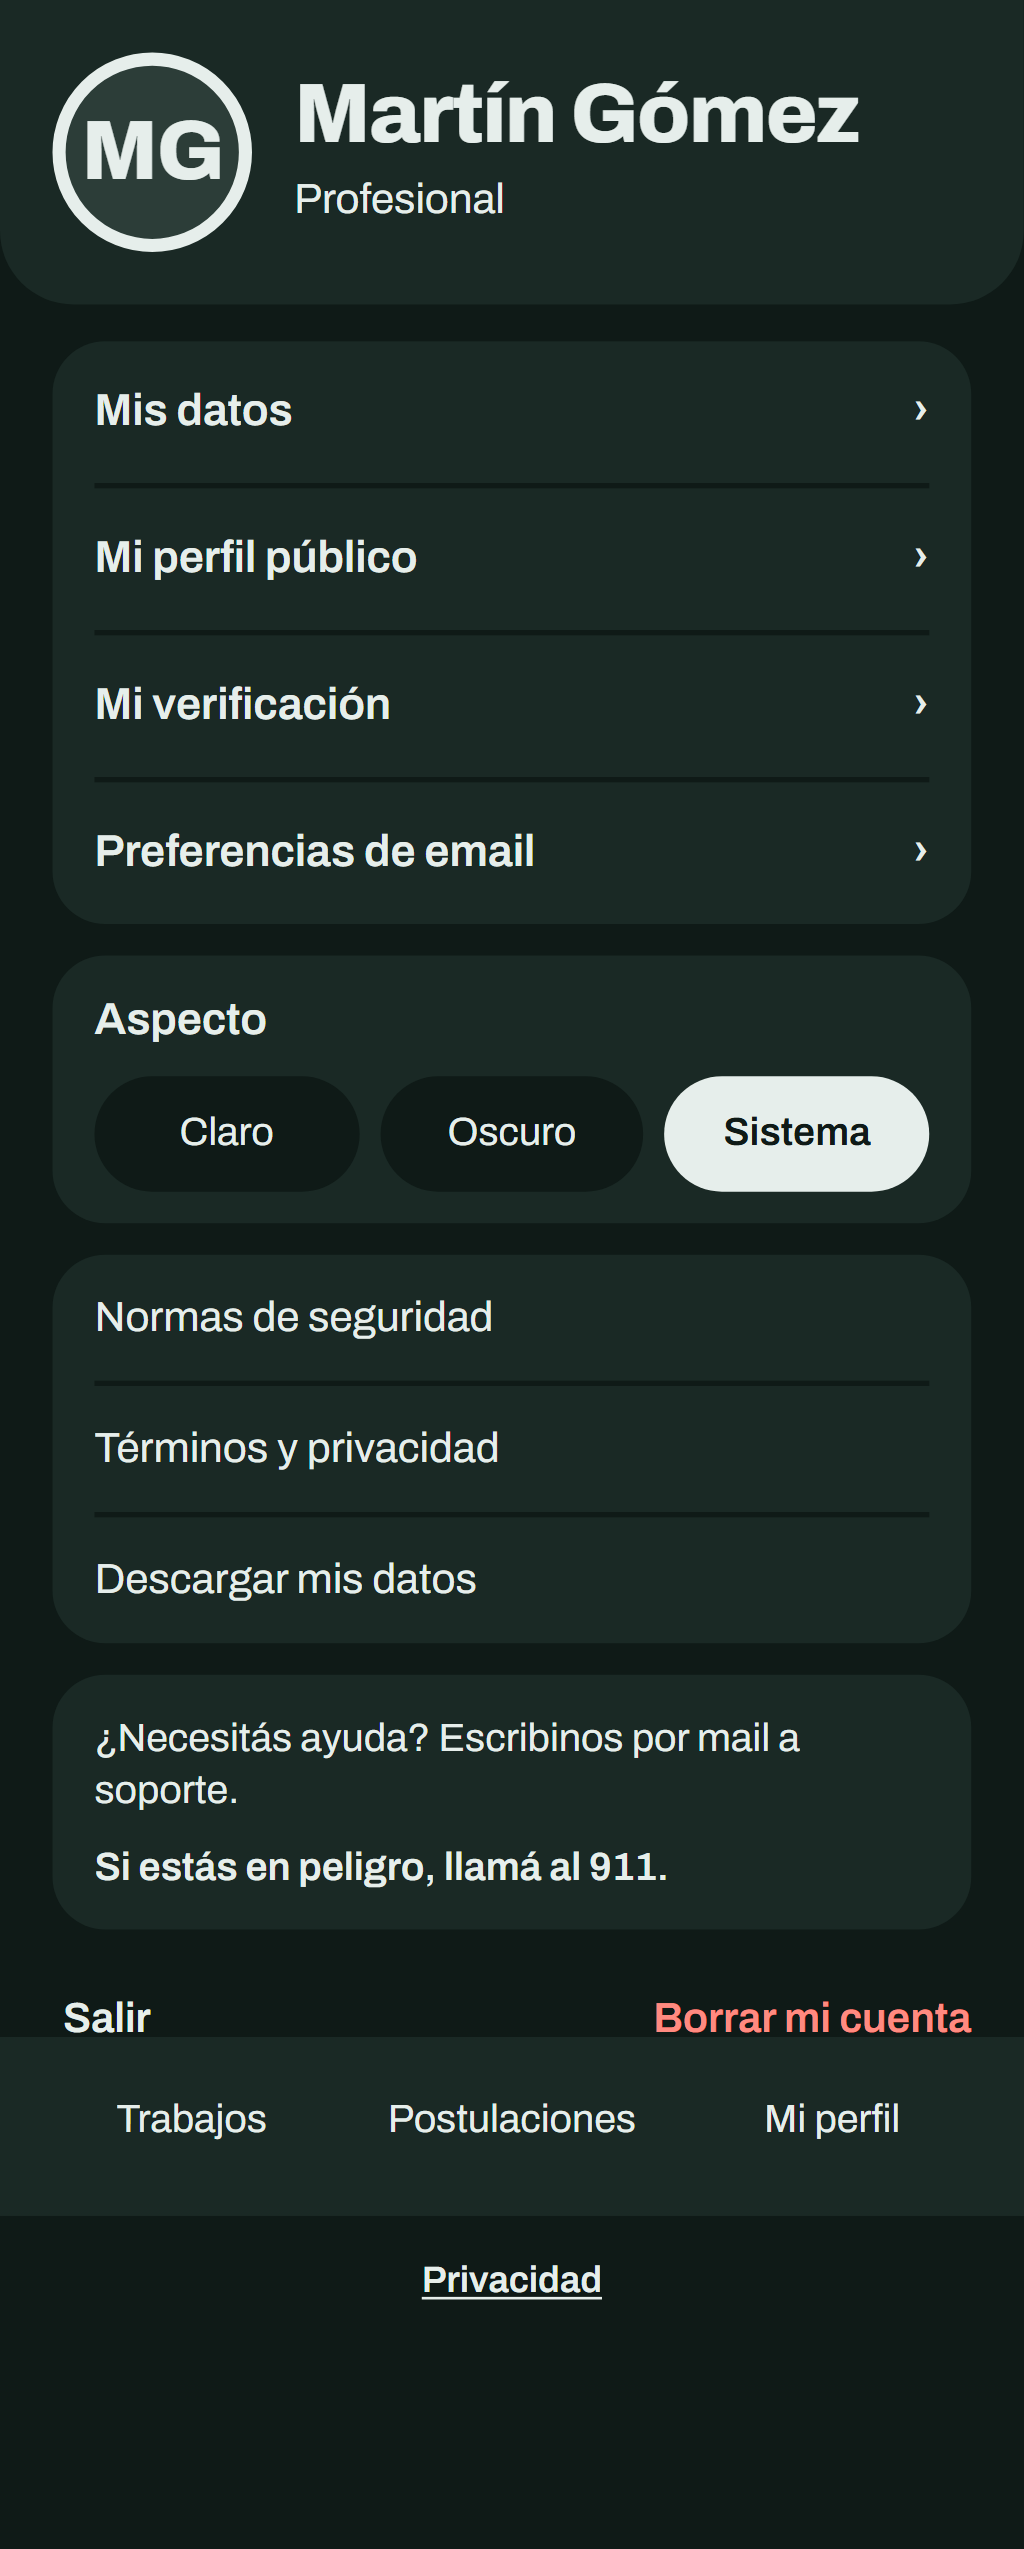 MG
Martín Gómez
Profesional
Mis datos ›
Mi perfil público ›
Mi verificación ›
Preferencias de email ›
Aspecto
Claro Oscuro Sistema
Normas de seguridad
Términos y privacidad
Descargar mis datos
¿Necesitás ayuda? Escribinos por mail a
soporte.
Si estás en peligro, llamá al 911.
Salir Borrar mi cuenta
Trabajos Postulaciones Mi perfil
Privacidad